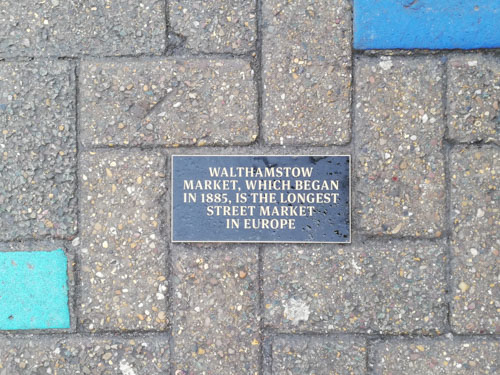 WALTHAMSTOW
MARKET, WHICH BEGAN
IN 1885, IS THE LONGEST
STREET MARKET
IN EUROPE